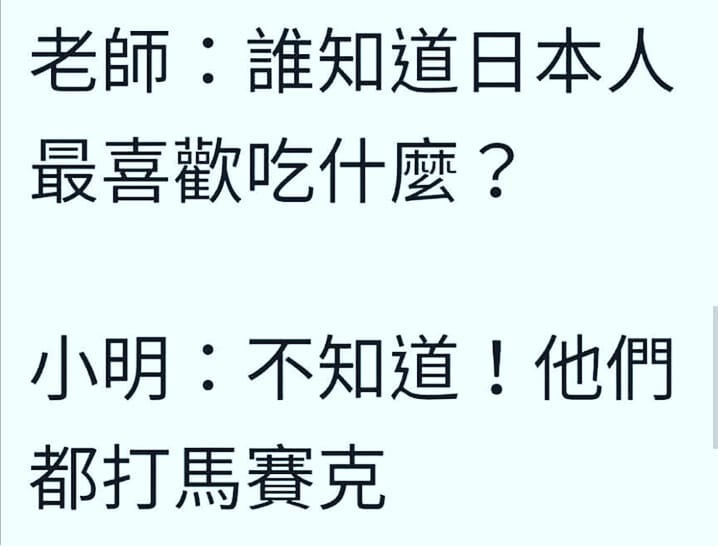 老師：誰知道日本人
最喜歡吃什麼？
小明：不知道！他們
都打馬賽克